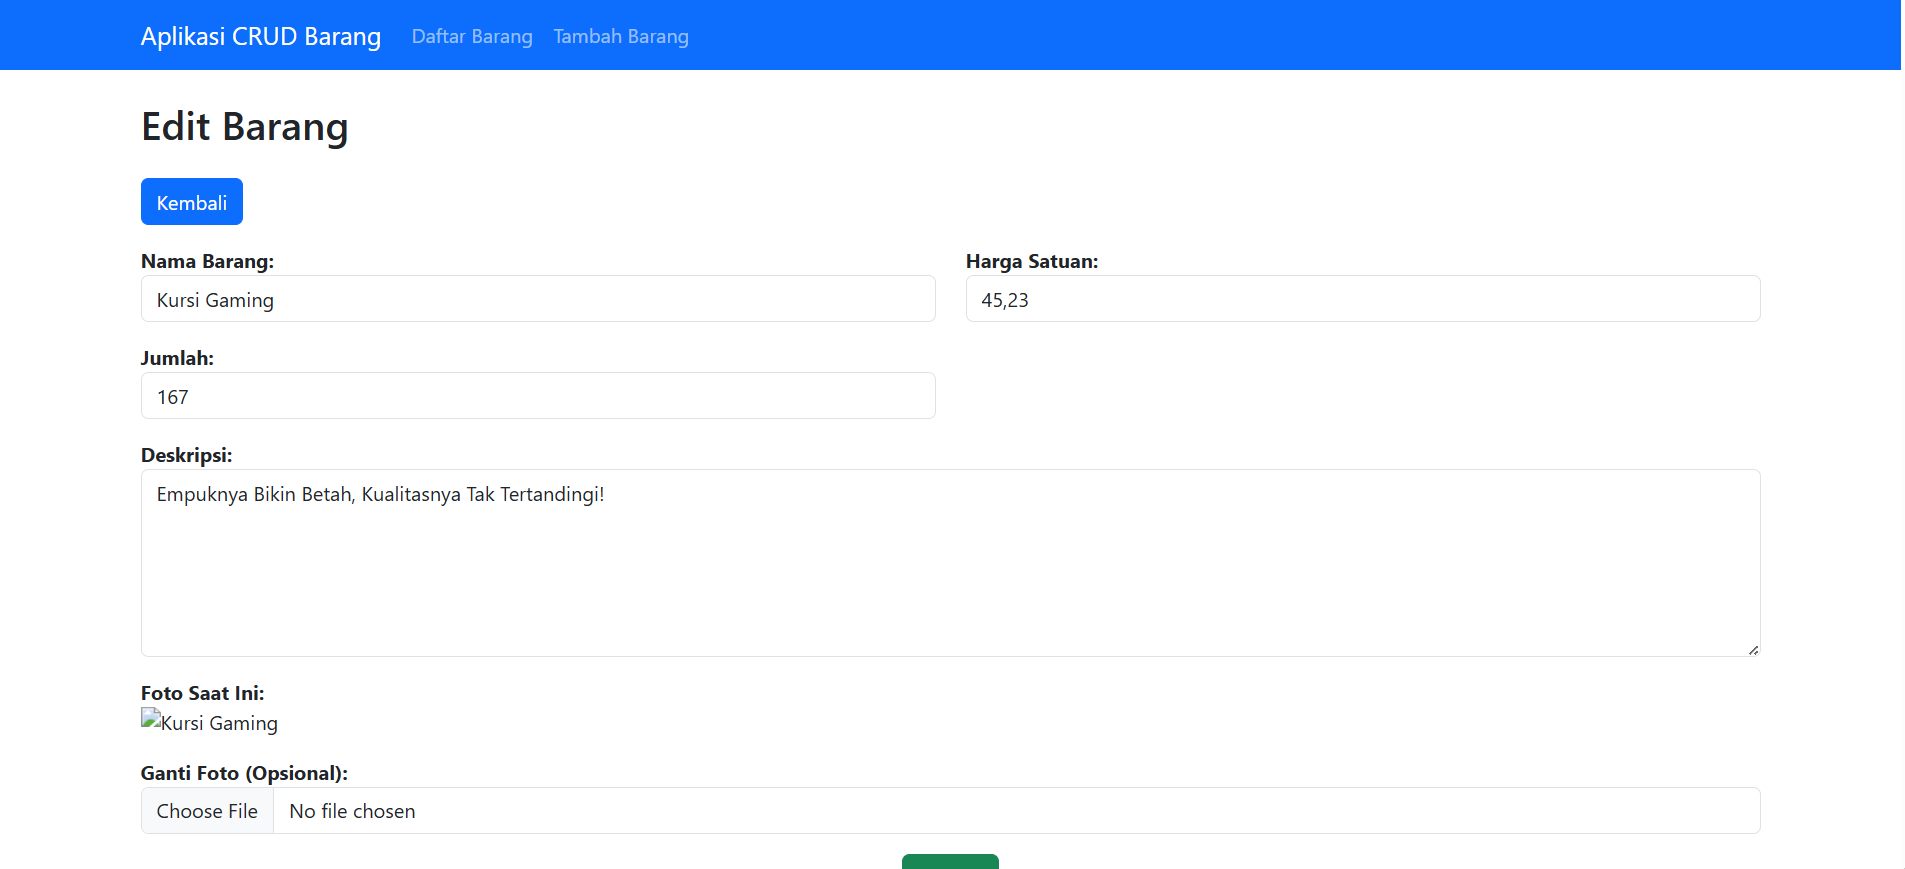 Aplikasi CRUD Barang Daftar Barang Tambah Barang
Edit Barang
Kembali
Nama Barang:
Kursi Gaming
Harga Satuan:
45,23
Jumlah:
167
Deskripsi:
Empuknya Bikin Betah, Kualitasnya Tak Tertandingi!
Foto Saat Ini:
Kursi Gaming
Ganti Foto (Opsional):
Choose File No file chosen